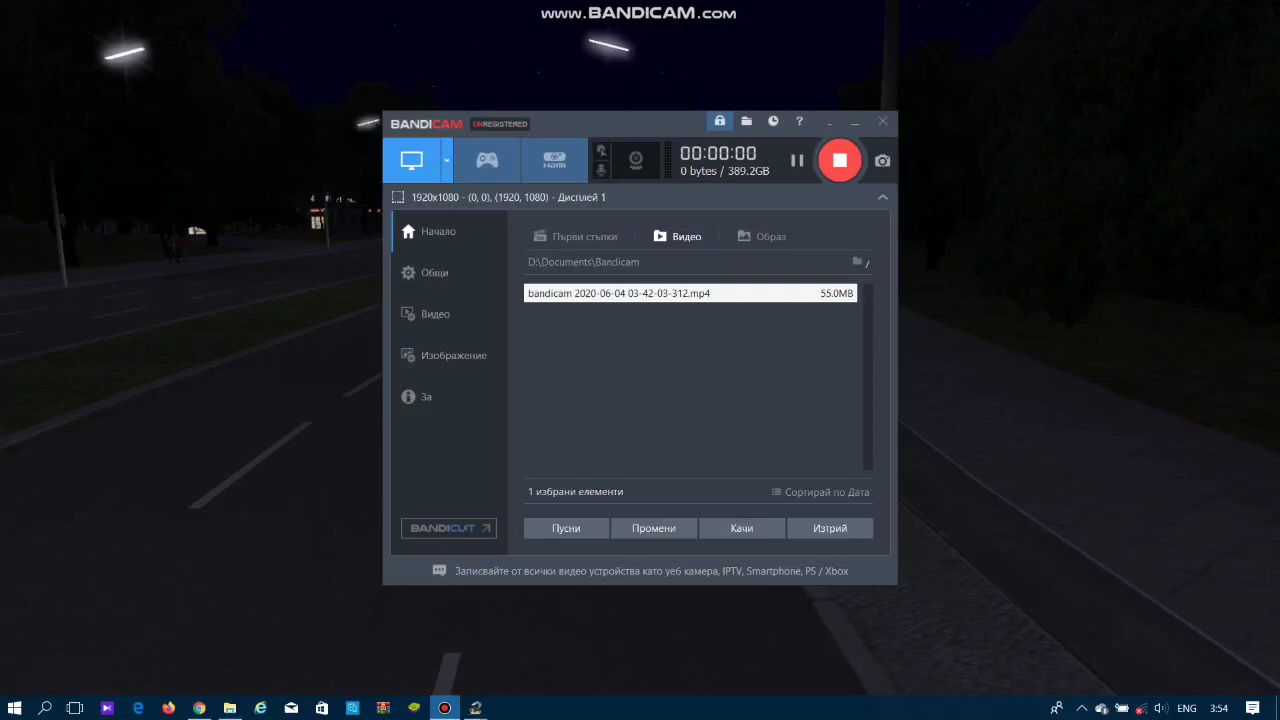 www.BANDICAM.com
BANDICAM UNREGISTERED
?
HDMI
00:00:00
0 bytes / 389.2GB
1920x1080 - (0, 0), (1920, 1080) - Дисплей 1
Начало
Общи
Видео
Изображение
За
BANDICUT
Първи стъпки
Видео
Образ
D:\Documents\Bandicam
/
bandicam 2020-06-04 03-42-03-312.mp4 55.0MB
1 избрани елементи
Сортирай по Дата
Пусни
Промени
Качи
Изтрий
Записвайте от всички видео устройства като уеб камера, IPTV, Smartphone, PS / Xbox
ENG
3:54